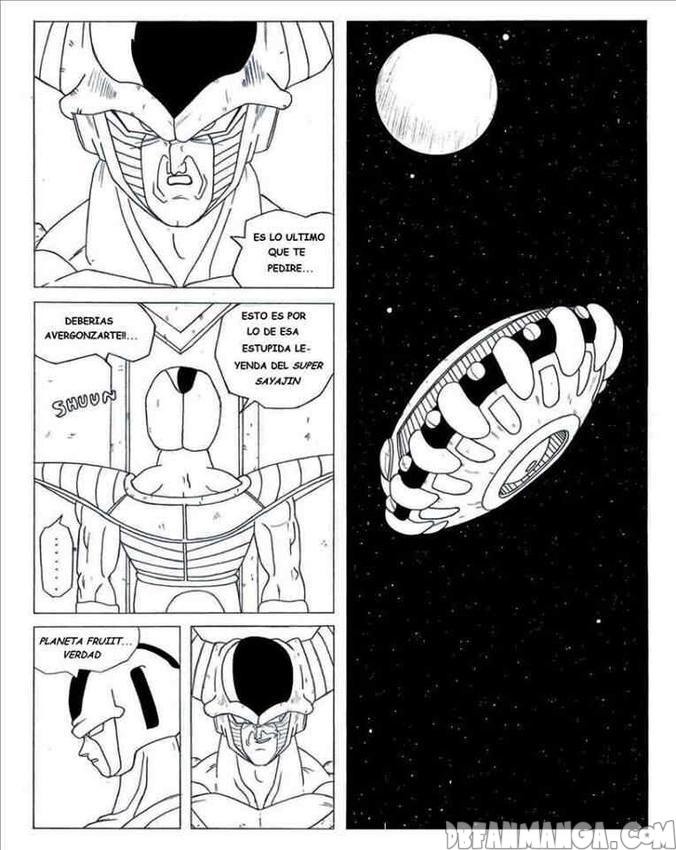 ES LO ULTIMO
QUE TE
PEDIRE...
DEBERIAS
AVERGONZARTE!!...
ESTO ES POR
LO DE ESA
ESTUPIDA LE-
YENDA DEL SUPER
SAYAJIN
SHUUN
.......
PLANETA FRUIIT...
VERDAD
DBFANMANGA.COM